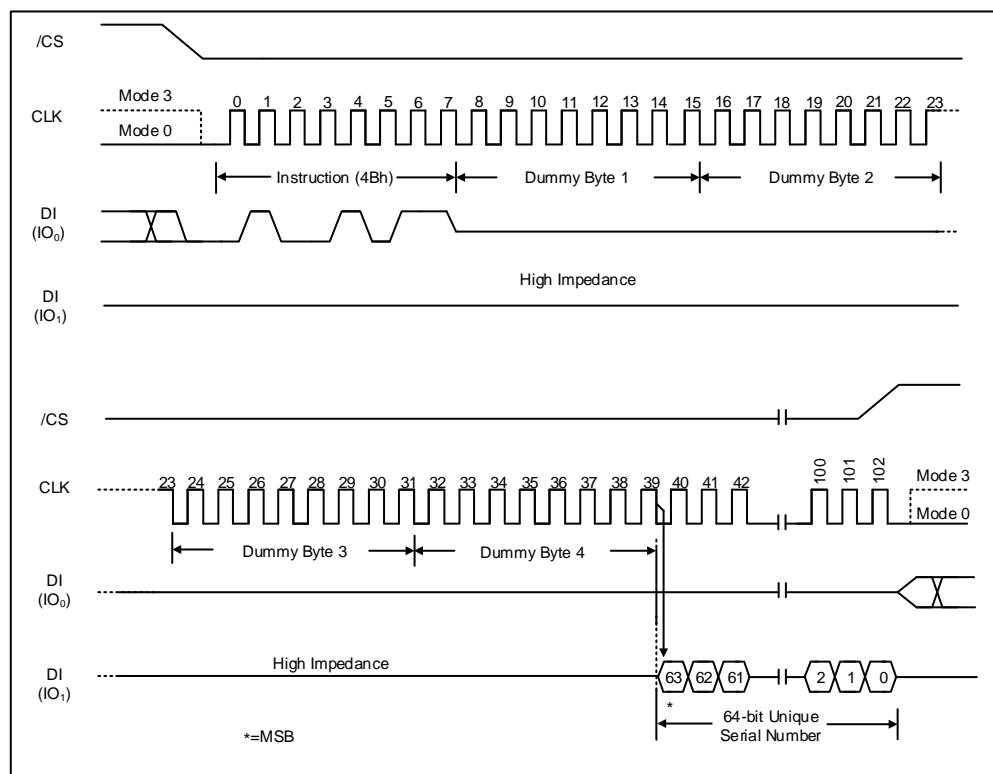 /CS
Mode 3
0 1 2 3 4 5 6 7 8 9 10 11 12 13 14 15 16 17 18 19 20 21 22 23
CLK
Mode 0
Instruction (4Bh) Dummy Byte 1 Dummy Byte 2
DI
(IO₀)
High Impedance
DI
(IO₁)
/CS
100 101 102
CLK
23 24 25 26 27 28 29 30 31 32 33 34 35 36 37 38 39 40 41 42
Mode 3
Mode 0
Dummy Byte 3 Dummy Byte 4
DI
(IO₀)
High Impedance
DI
(IO₁)
63 62 61 2 1 0
*
64-bit Unique
Serial Number
*=MSB